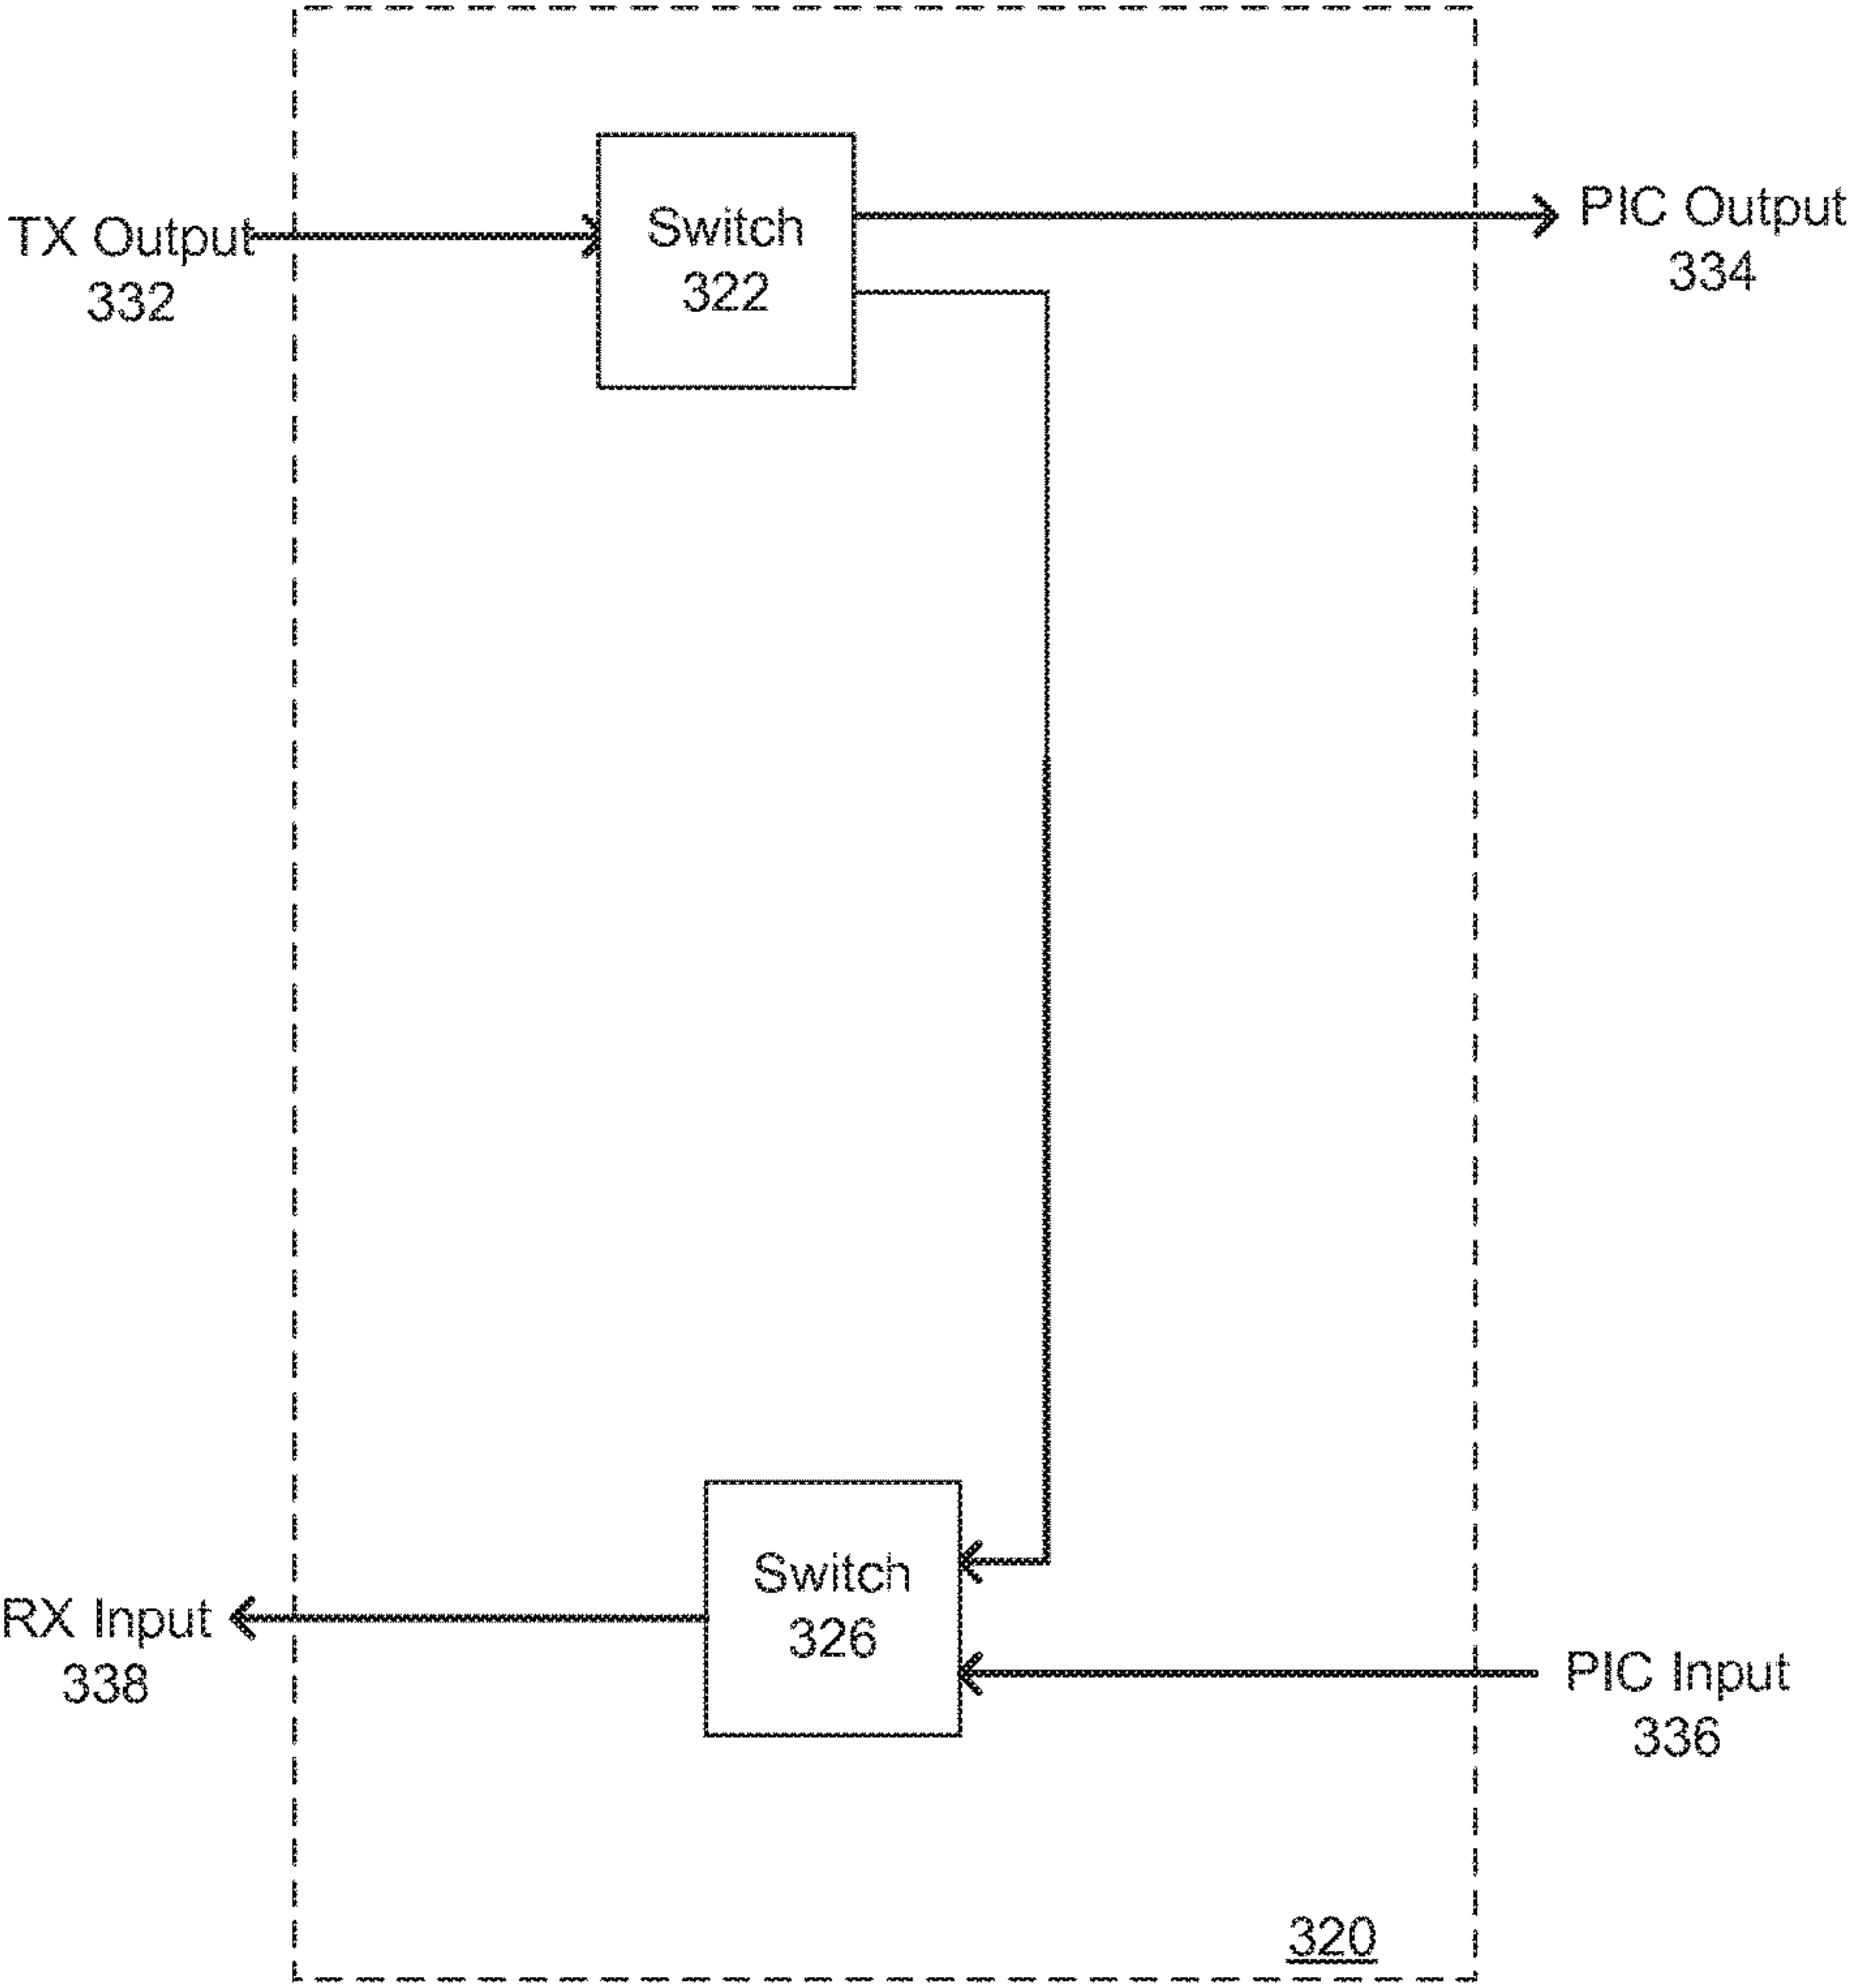 TX Output
332
Switch
322
PIC Output
334
Switch
326
RX Input
338
PIC Input
336
320